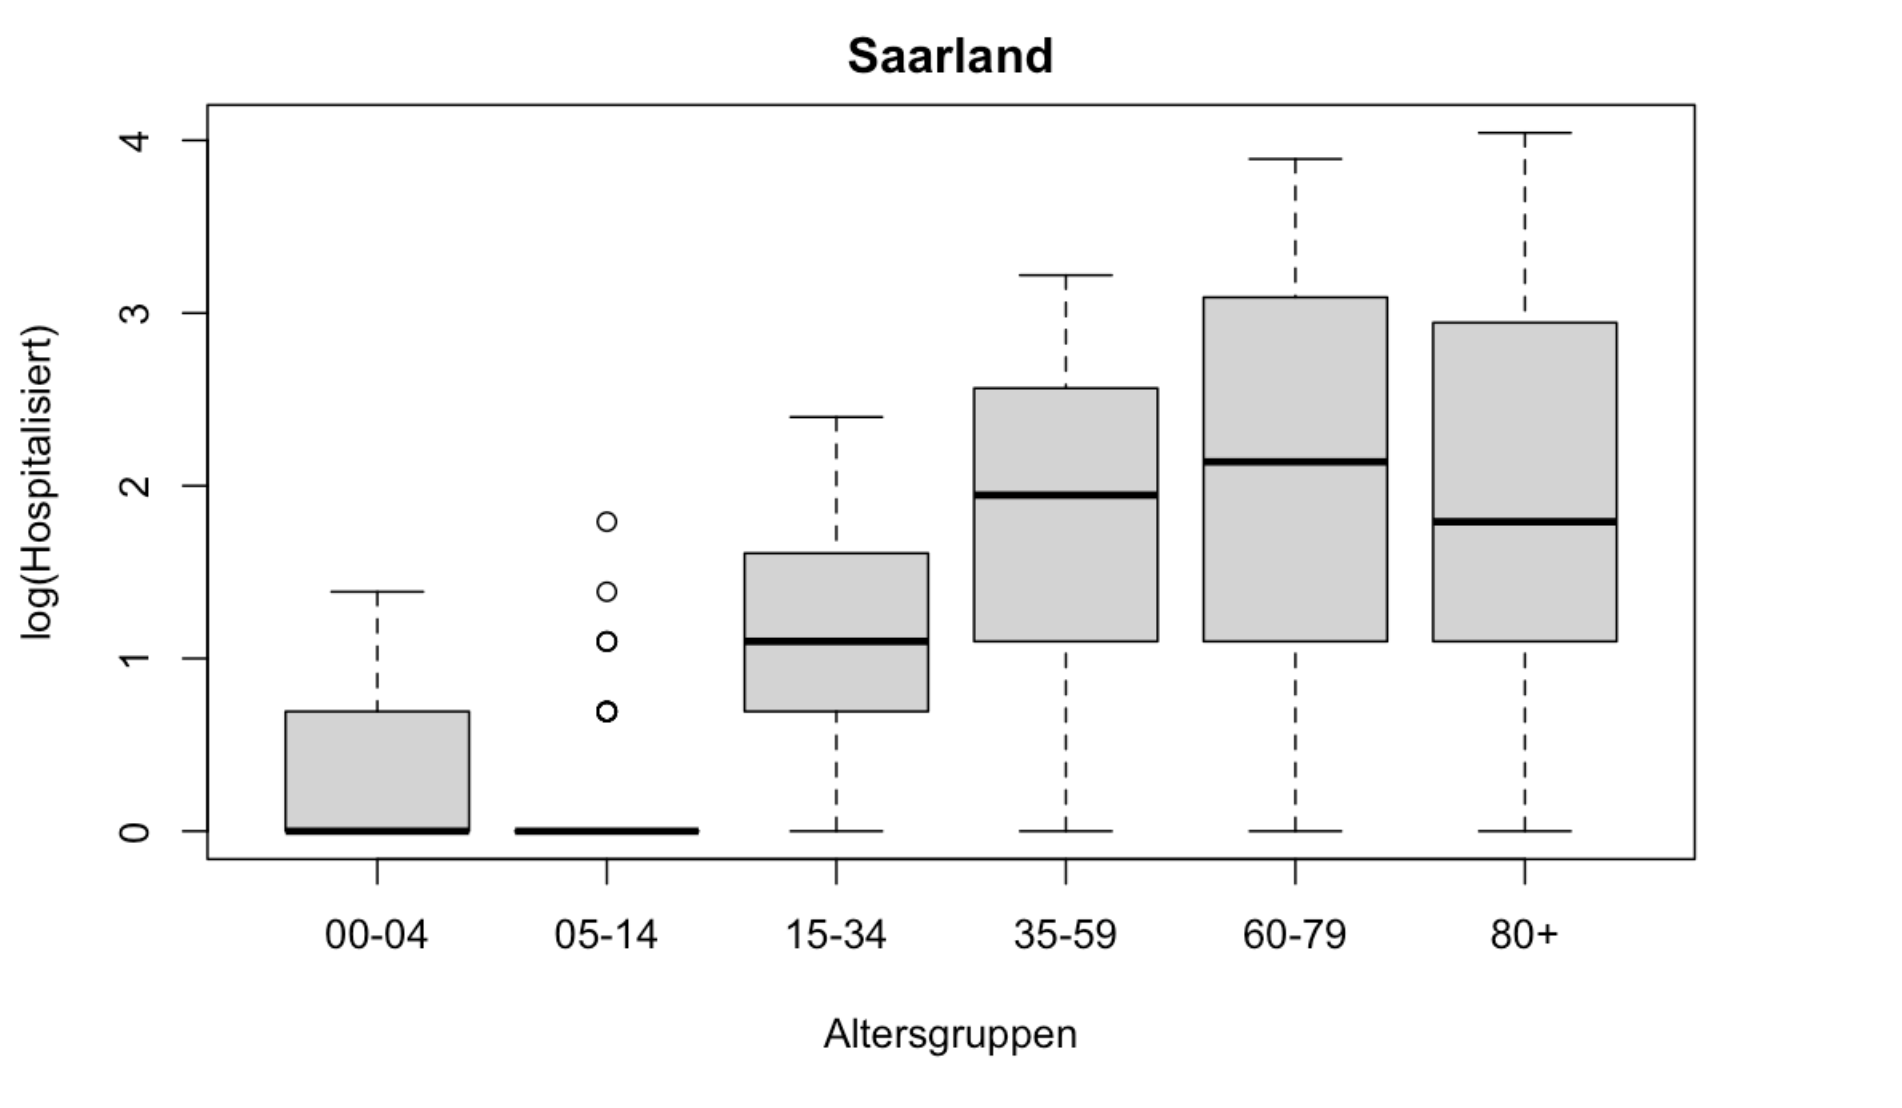 Saarland
log(Hospitalisiert)
4
3
2
1
0
00-04 05-14 15-34 35-59 60-79 80+
Altersgruppen